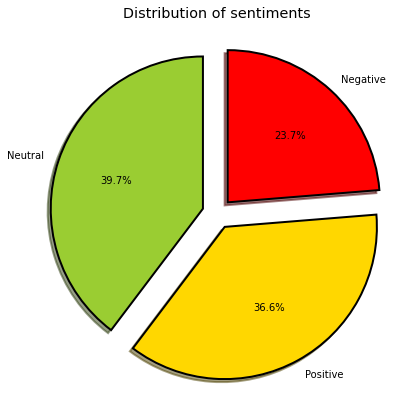 Distribution of sentiments
Negative
23.7%
Neutral
39.7%
36.6%
Positive